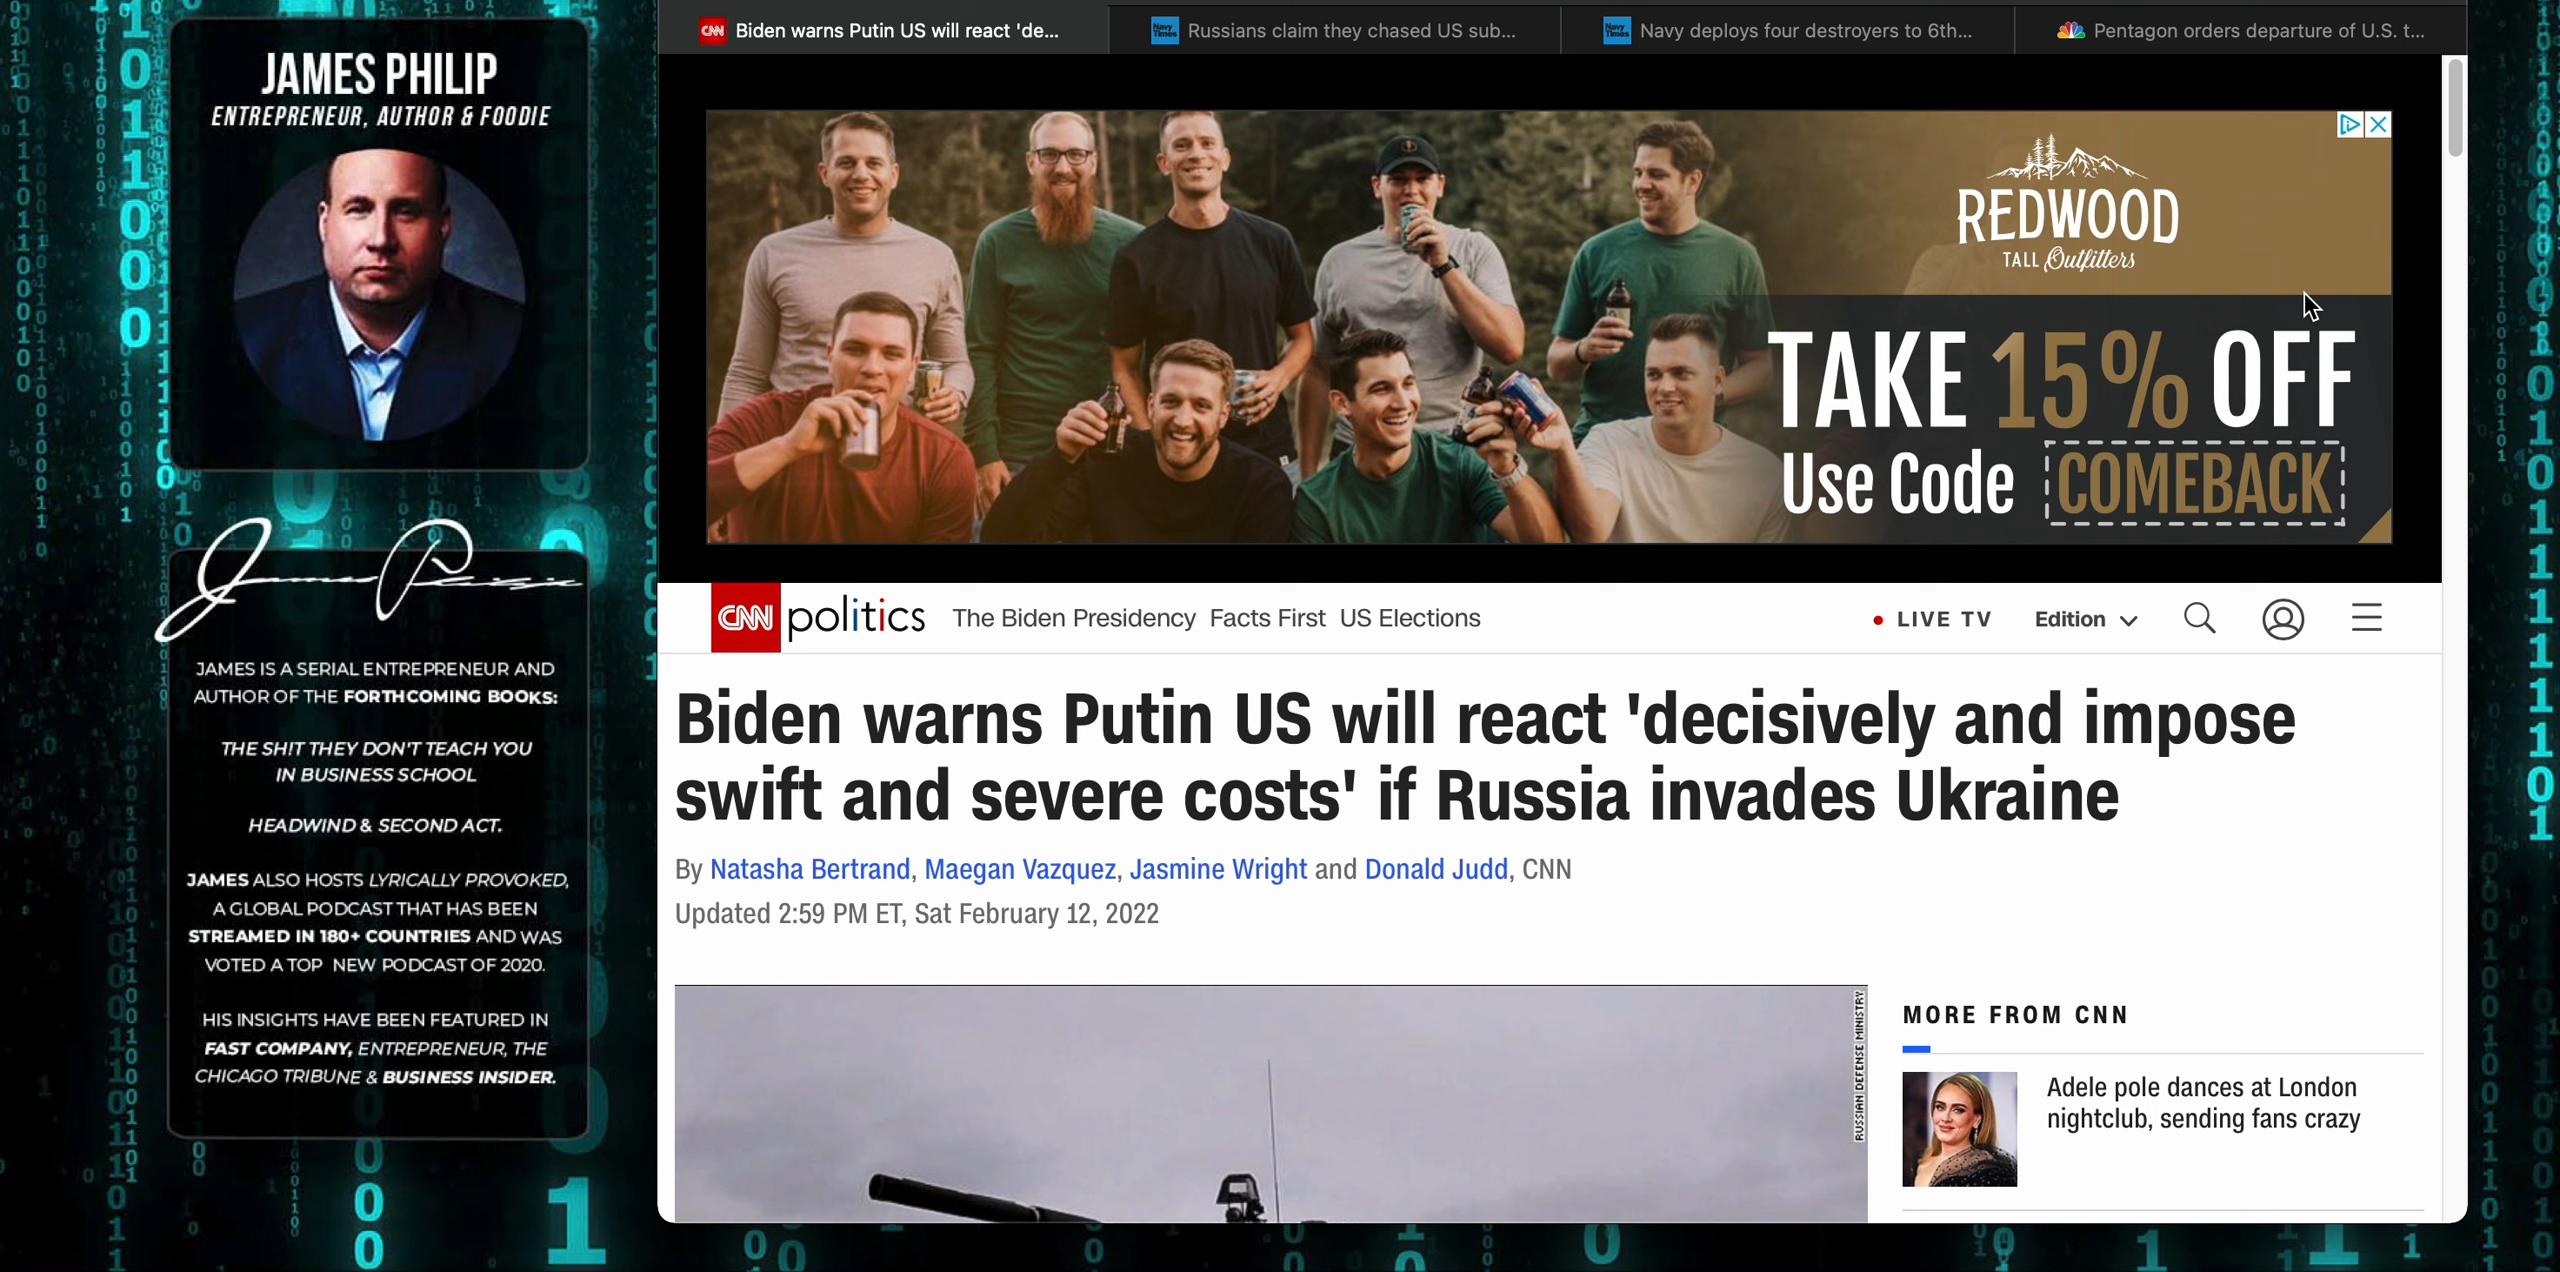 JAMES PHILIP
ENTREPRENEUR, AUTHOR & FOODIE
JAMES IS A SERIAL ENTREPRENEUR AND
AUTHOR OF THE FORTHCOMING BOOKS:
THE SH!T THEY DON'T TEACH YOU
IN BUSINESS SCHOOL
HEADWIND & SECOND ACT.
JAMES ALSO HOSTS LYRICALLY PROVOKED,
A GLOBAL PODCAST THAT HAS BEEN
STREAMED IN 180+ COUNTRIES AND WAS
VOTED A TOP NEW PODCAST OF 2020.
HIS INSIGHTS HAVE BEEN FEATURED IN
FAST COMPANY, ENTREPRENEUR, THE
CHICAGO TRIBUNE & BUSINESS INSIDER.
CNN Biden warns Putin US will react 'de...
Navy Times Russians claim they chased US sub...
Navy Times Navy deploys four destroyers to 6th...
Pentagon orders departure of U.S. t...
REDWOOD
TALL Outfitters
TAKE 15% OFF
Use Code COMEBACK
CNN politics The Biden Presidency Facts First US Elections LIVE TV Edition
Biden warns Putin US will react 'decisively and impose
swift and severe costs' if Russia invades Ukraine
By Natasha Bertrand, Maegan Vazquez, Jasmine Wright and Donald Judd, CNN
Updated 2:59 PM ET, Sat February 12, 2022
RUSSIAN DEFENSE MINISTRY
MORE FROM CNN
Adele pole dances at London
nightclub, sending fans crazy